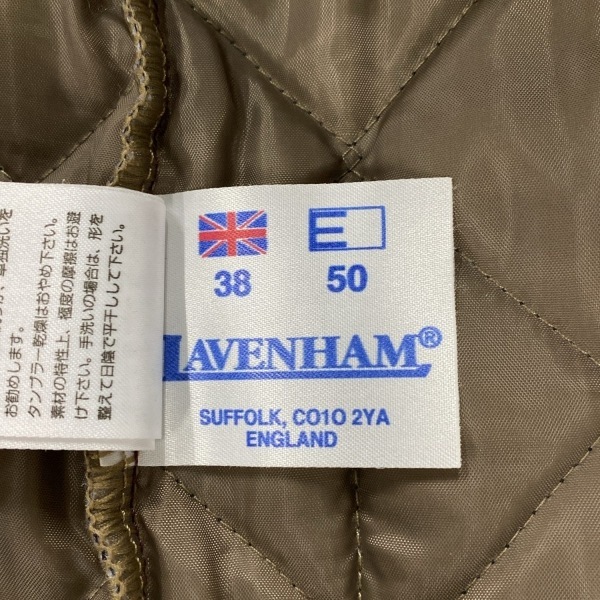 38
50
LAVENHAM®
SUFFOLK, CO1O 2YA
ENGLAND
お勧めします。
タンブラー乾燥はおやめ下さい。
素材の特性上、極度の摩擦はお避
け下さい。手洗いの場合は、形を
整えて日陰で平干しして下さい。